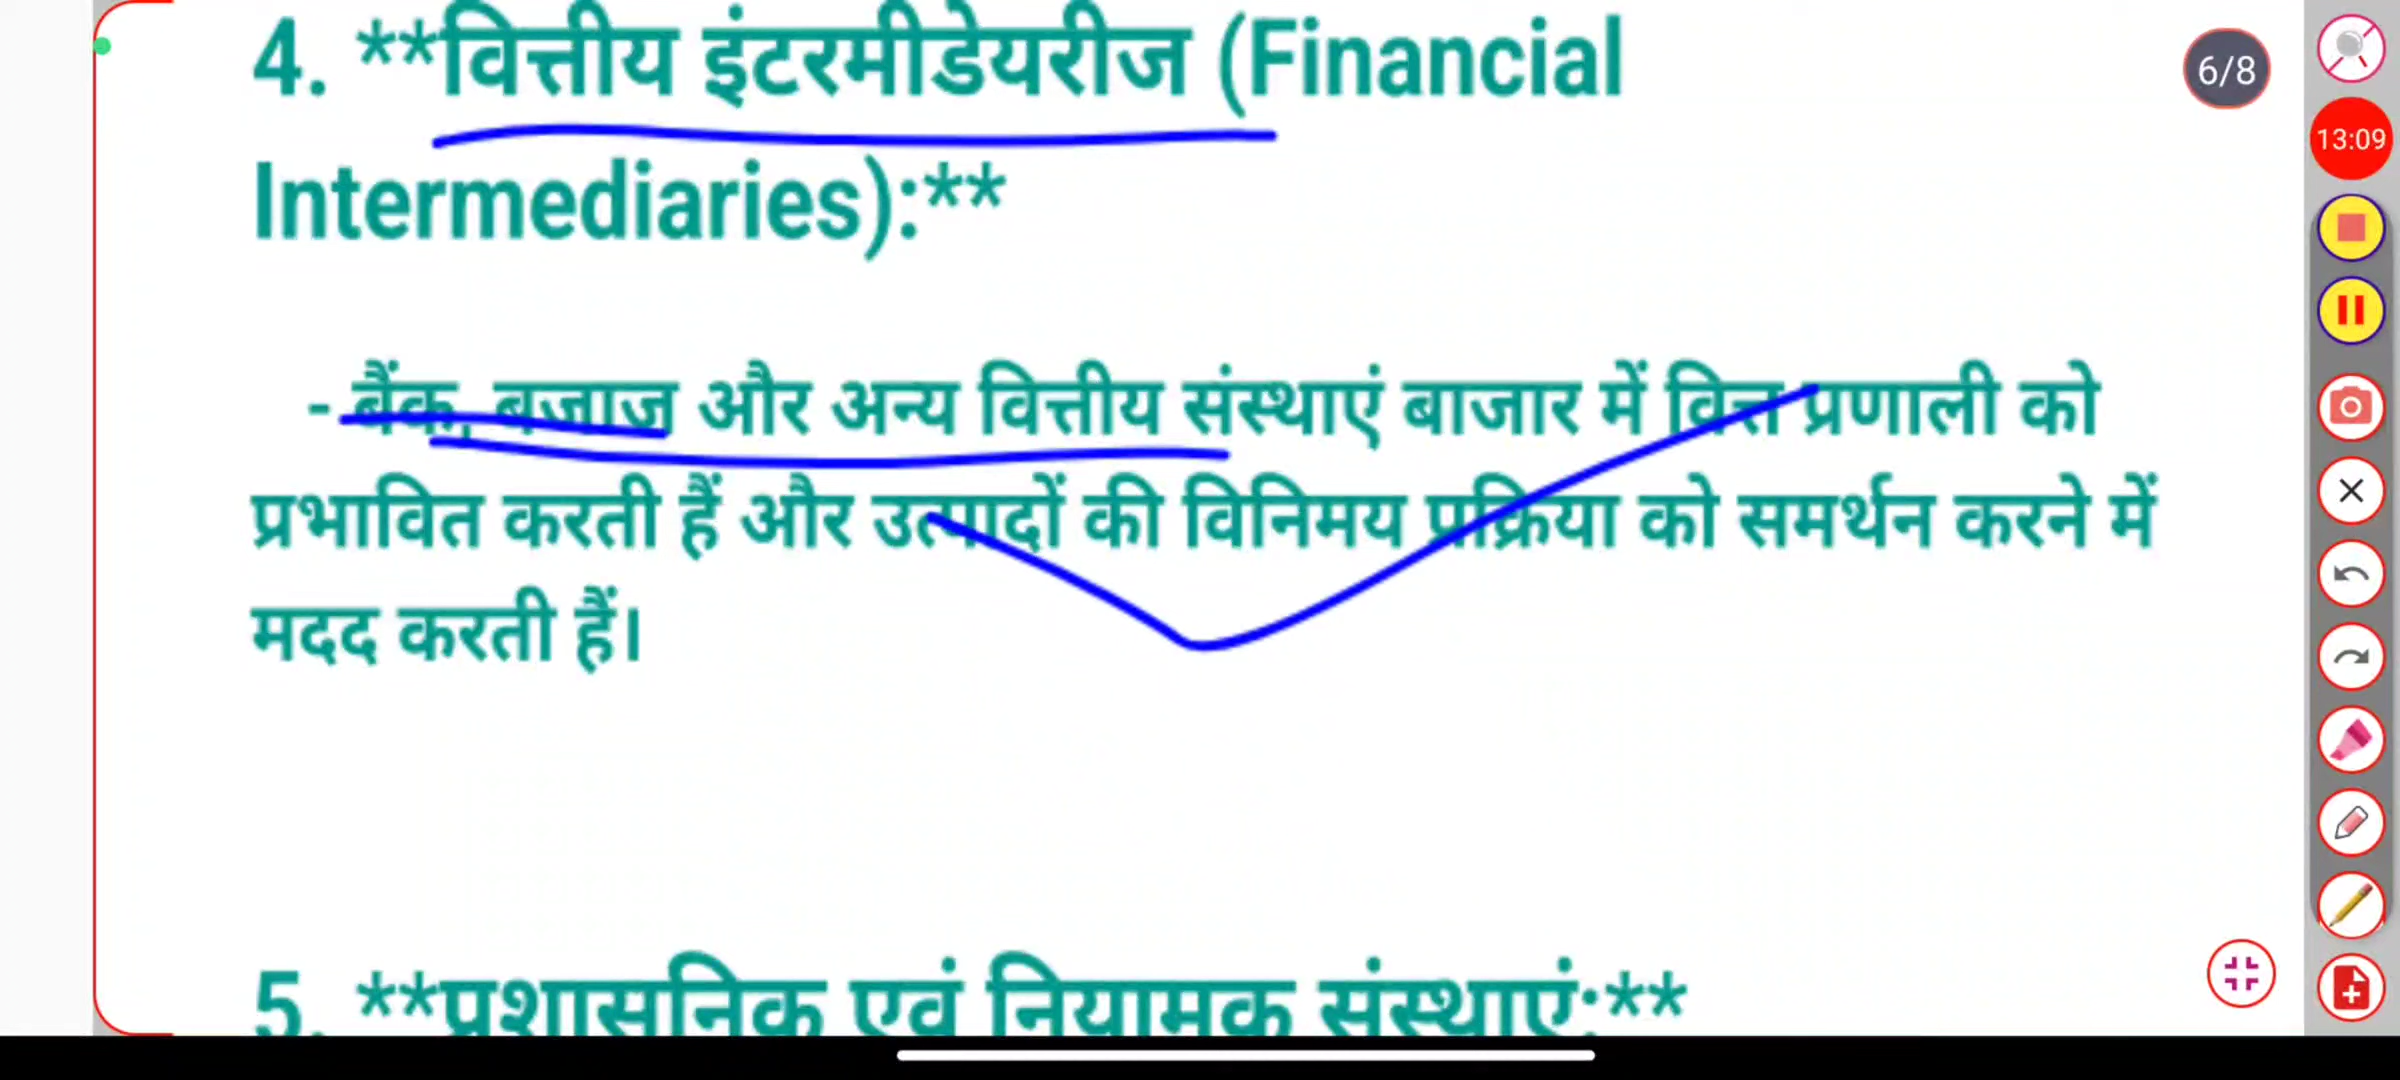 4. **वित्तीय इंटरमीडेयरीज (Financial
6/8
13:09
Intermediaries):**
- बैंक, बजाज और अन्य वित्तीय संस्थाएं बाजार में वित्त प्रणाली को
प्रभावित करती हैं और उत्पादों की विनिमय प्रक्रिया को समर्थन करने में
मदद करती हैं।
5. **प्रशासनिक एवं नियामक संस्थाएं:**